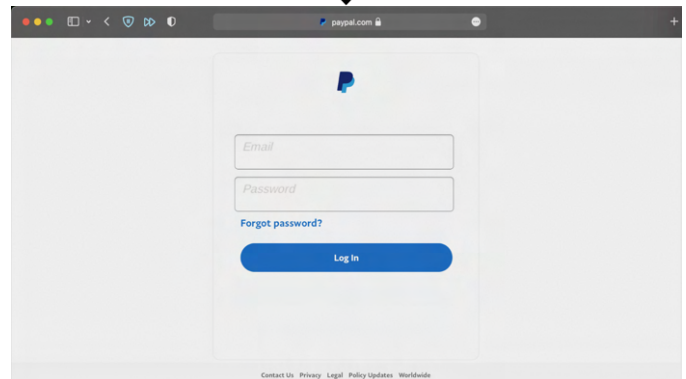 paypal.com
Email
Password
Forgot password?
Log In
Contact Us Privacy Legal Policy Updates Worldwide